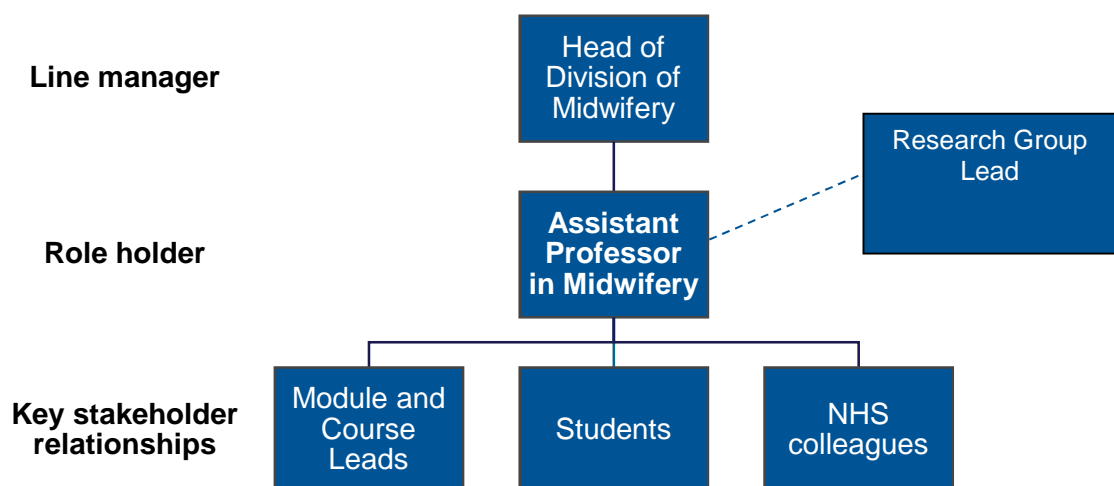 Line manager
Head of
Division of
Midwifery
Research Group
Lead
Role holder
Assistant
Professor
in Midwifery
Key stakeholder
relationships
Module and
Course
Leads
Students
NHS
colleagues